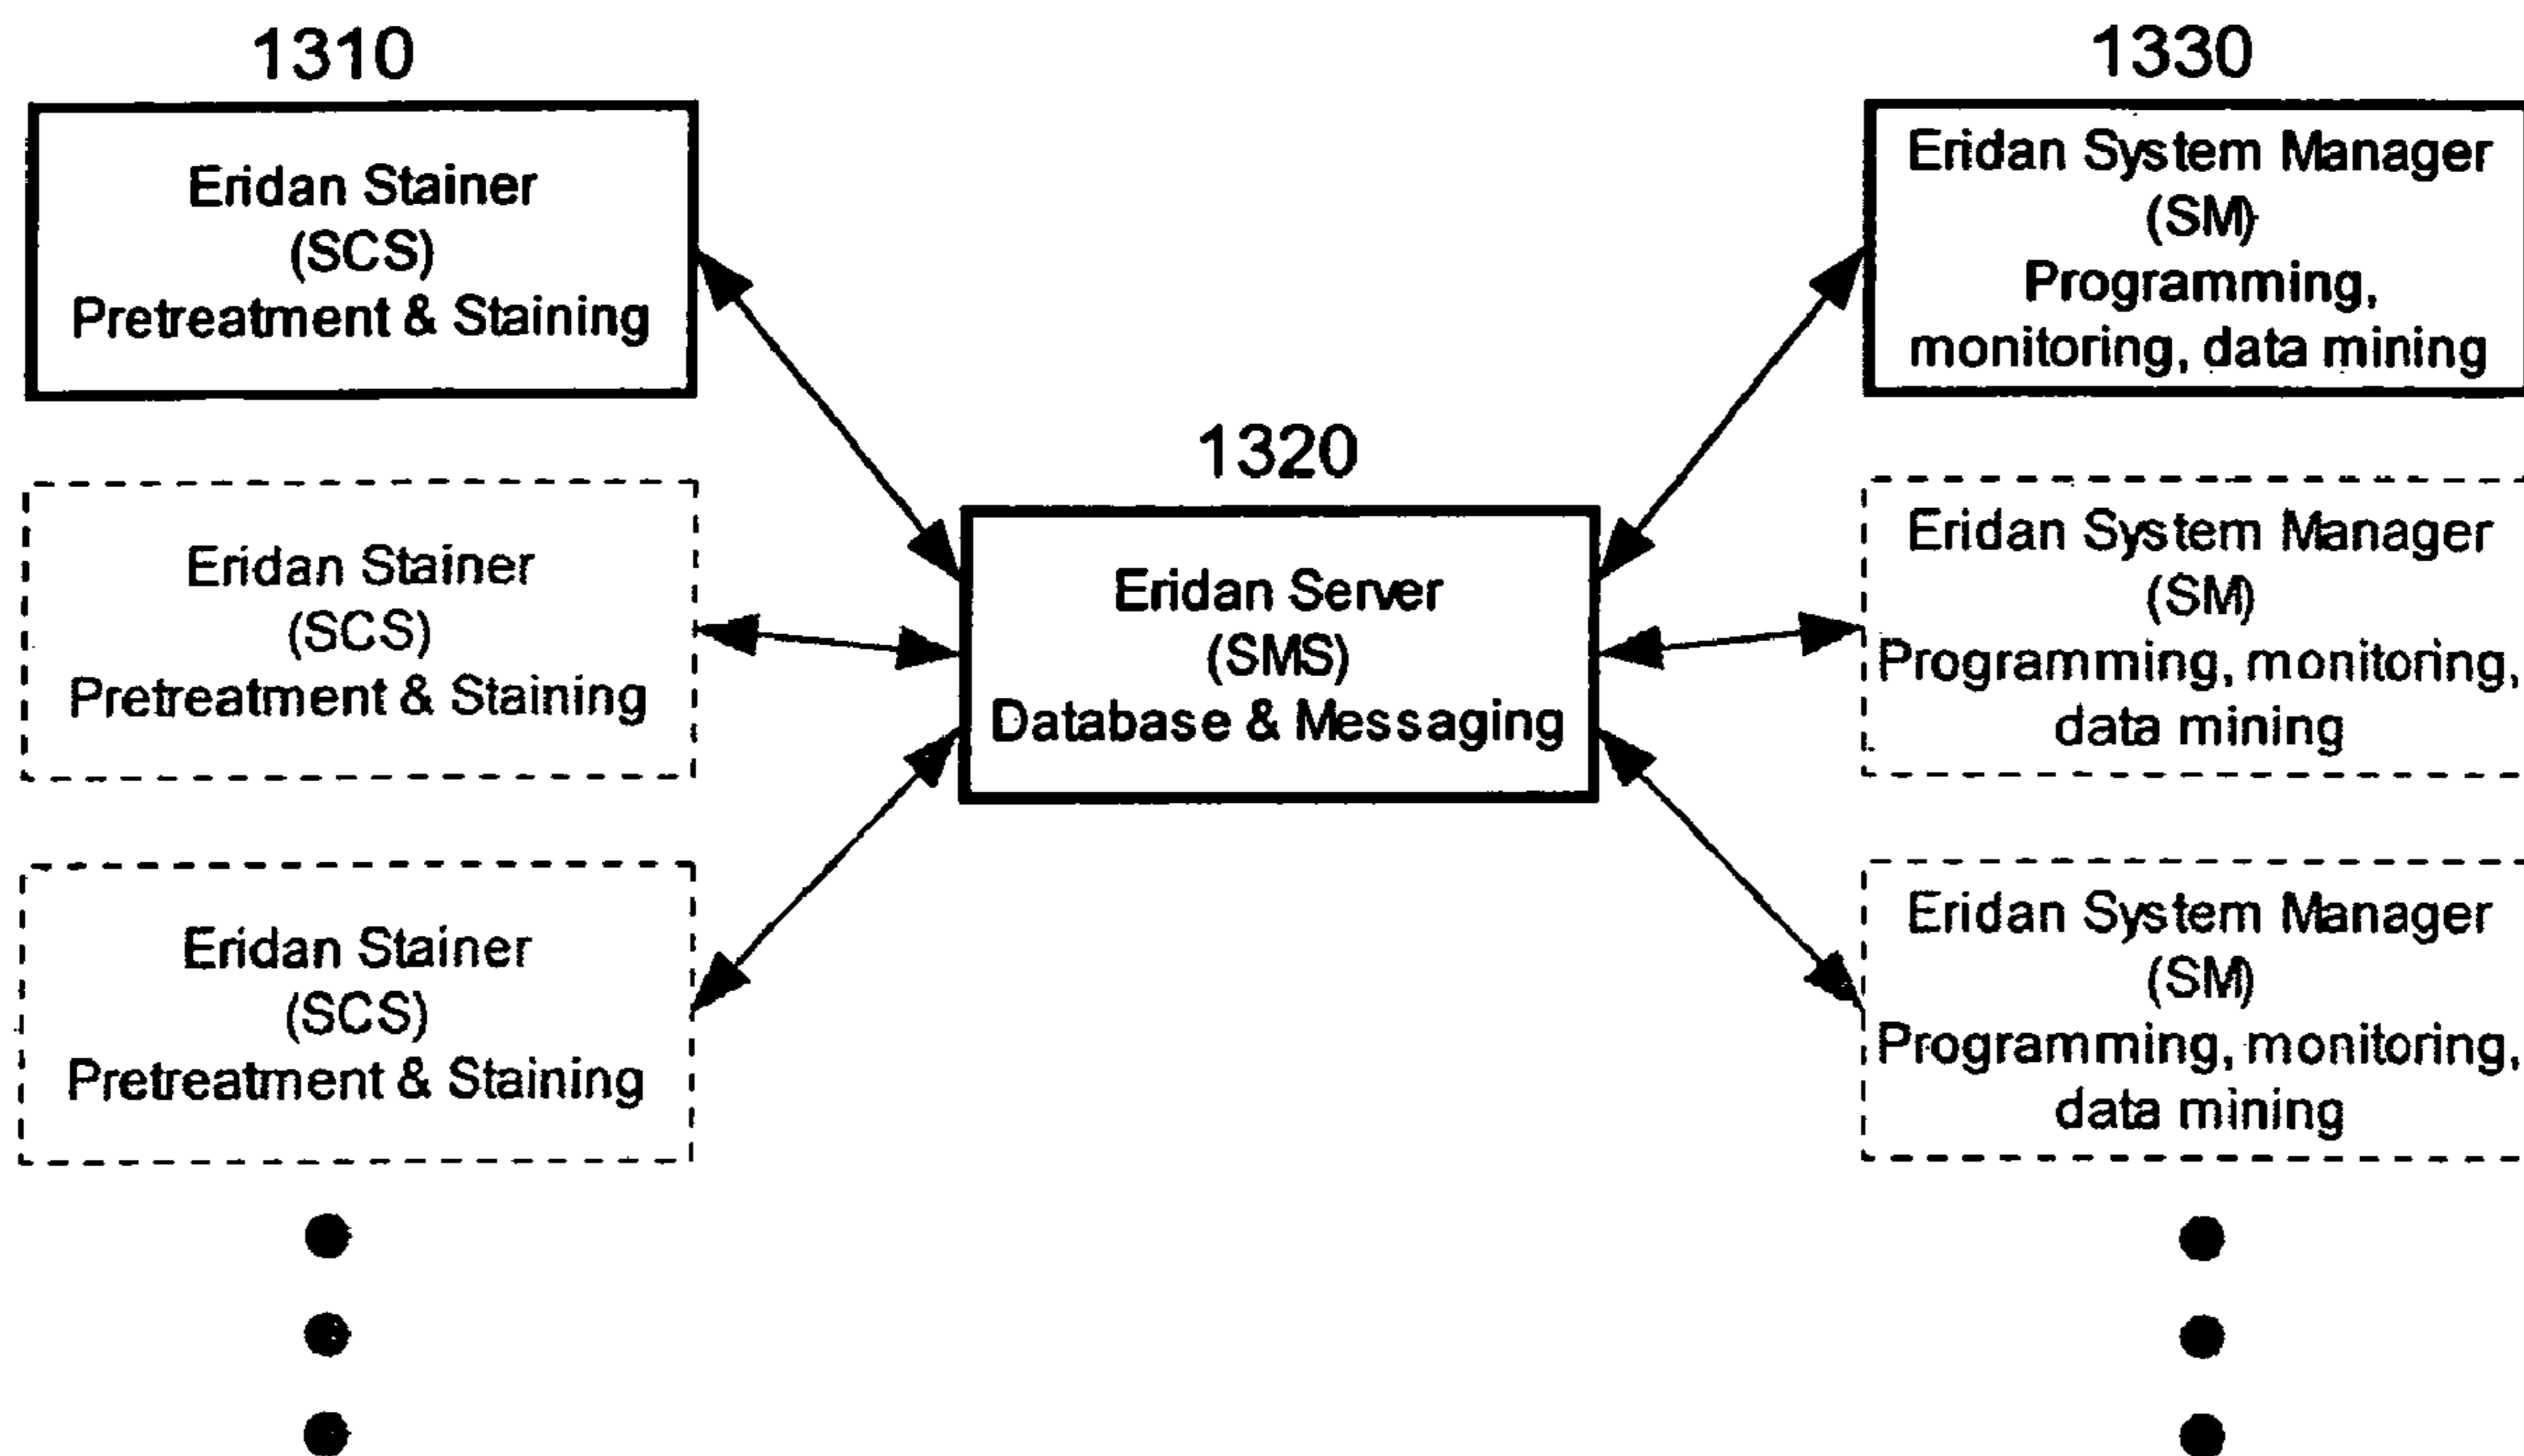 1310
Eridan Stainer
(SCS)
Pretreatment & Staining
Eridan Stainer
(SCS)
Pretreatment & Staining
Eridan Stainer
(SCS)
Pretreatment & Staining
1320
Eridan Server
(SMS)
Database & Messaging
1330
Eridan System Manager
(SM)
Programming,
monitoring, data mining
Eridan System Manager
(SM)
Programming, monitoring,
data mining
Eridan System Manager
(SM)
Programming, monitoring,
data mining